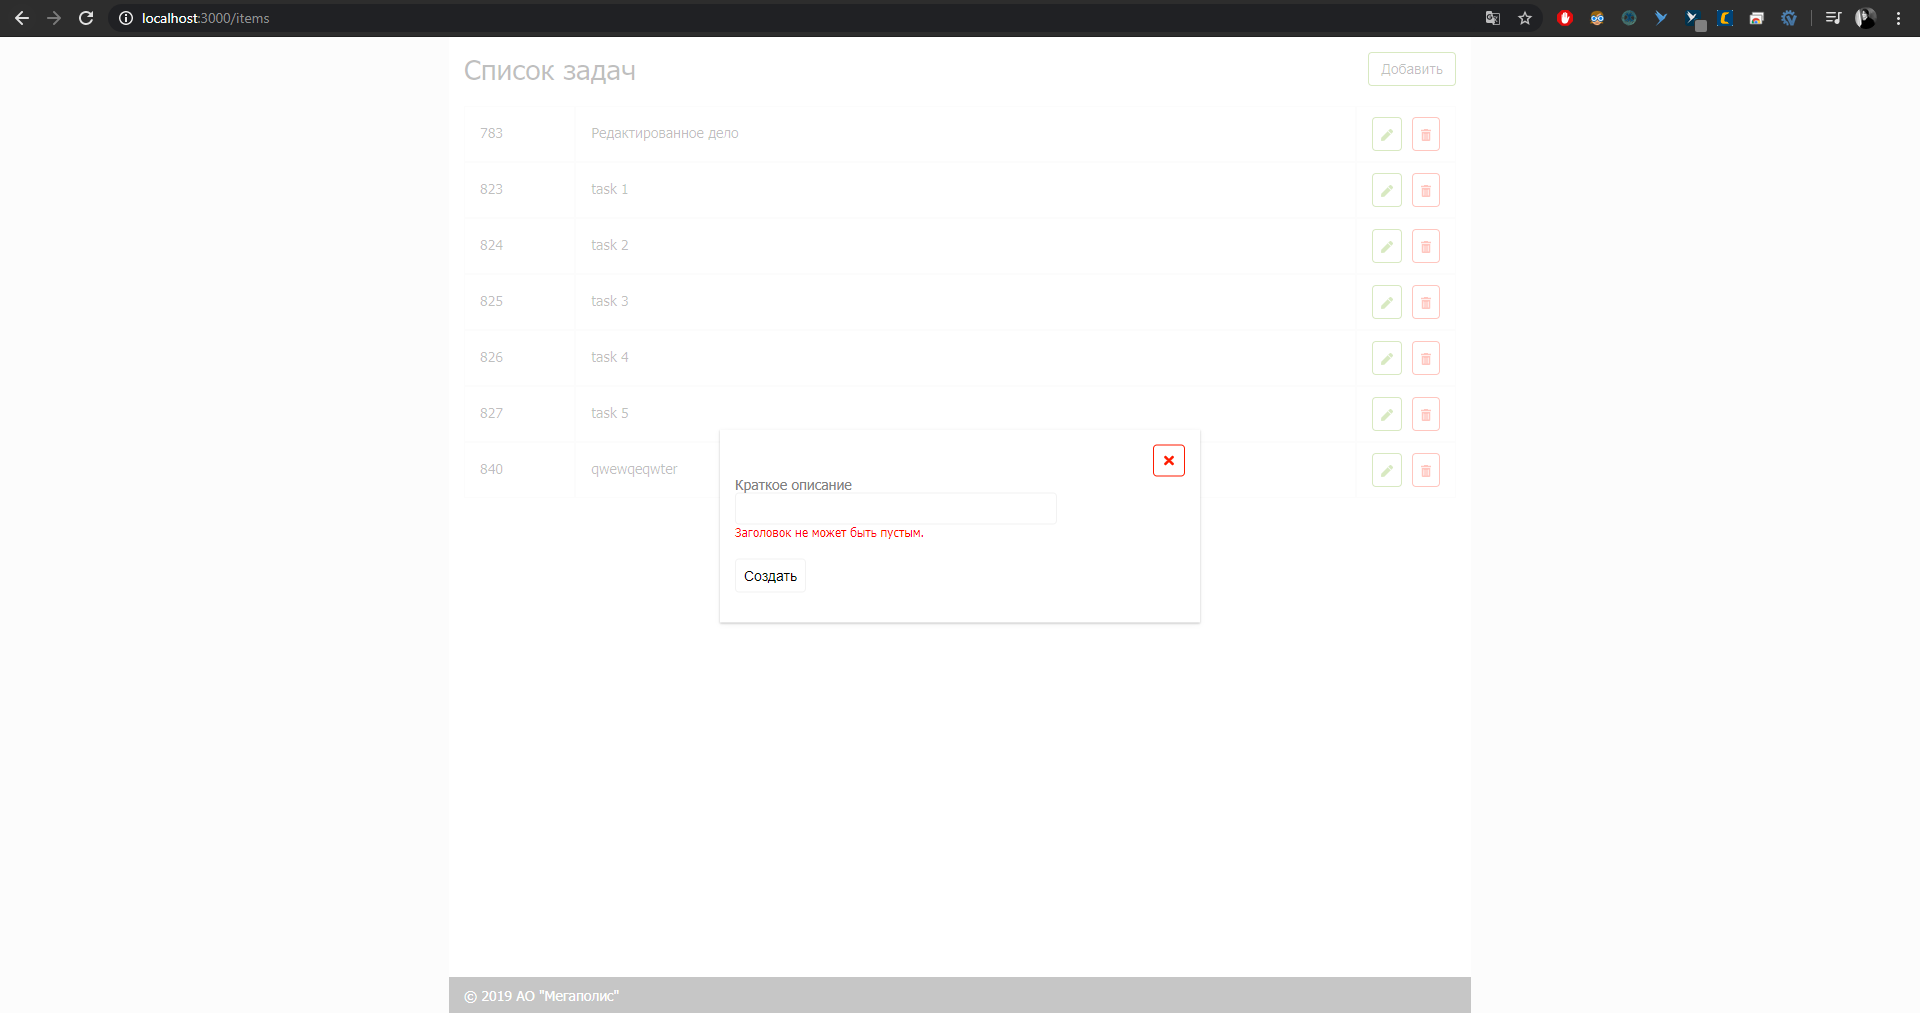 localhost:3000/items
Список задач
Добавить
783 Редактированное дело
823 task 1
824 task 2
825 task 3
826 task 4
827 task 5
840 qwewqeqwter
Краткое описание
Заголовок не может быть пустым.
Создать
© 2019 АО "Мегаполис"